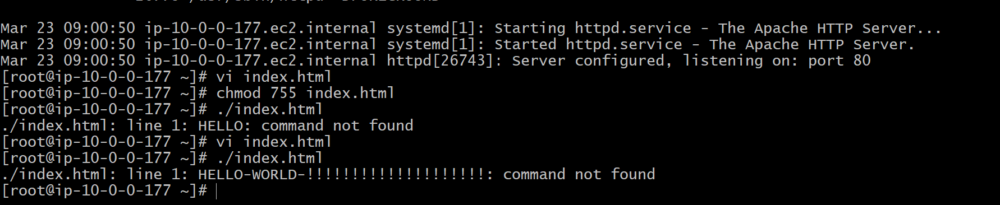 Mar 23 09:00:50 ip-10-0-0-177.ec2.internal systemd[1]: Starting httpd.service - The Apache HTTP Server...
Mar 23 09:00:50 ip-10-0-0-177.ec2.internal systemd[1]: Started httpd.service - The Apache HTTP Server.
Mar 23 09:00:50 ip-10-0-0-177.ec2.internal httpd[26743]: Server configured, listening on: port 80
[root@ip-10-0-0-177 ~]# vi index.html
[root@ip-10-0-0-177 ~]# chmod 755 index.html
[root@ip-10-0-0-177 ~]# ./index.html
./index.html: line 1: HELLO: command not found
[root@ip-10-0-0-177 ~]# vi index.html
[root@ip-10-0-0-177 ~]# ./index.html
./index.html: line 1: HELLO-WORLD-!!!!!!!!!!!!!!!!!!!!: command not found
[root@ip-10-0-0-177 ~]#